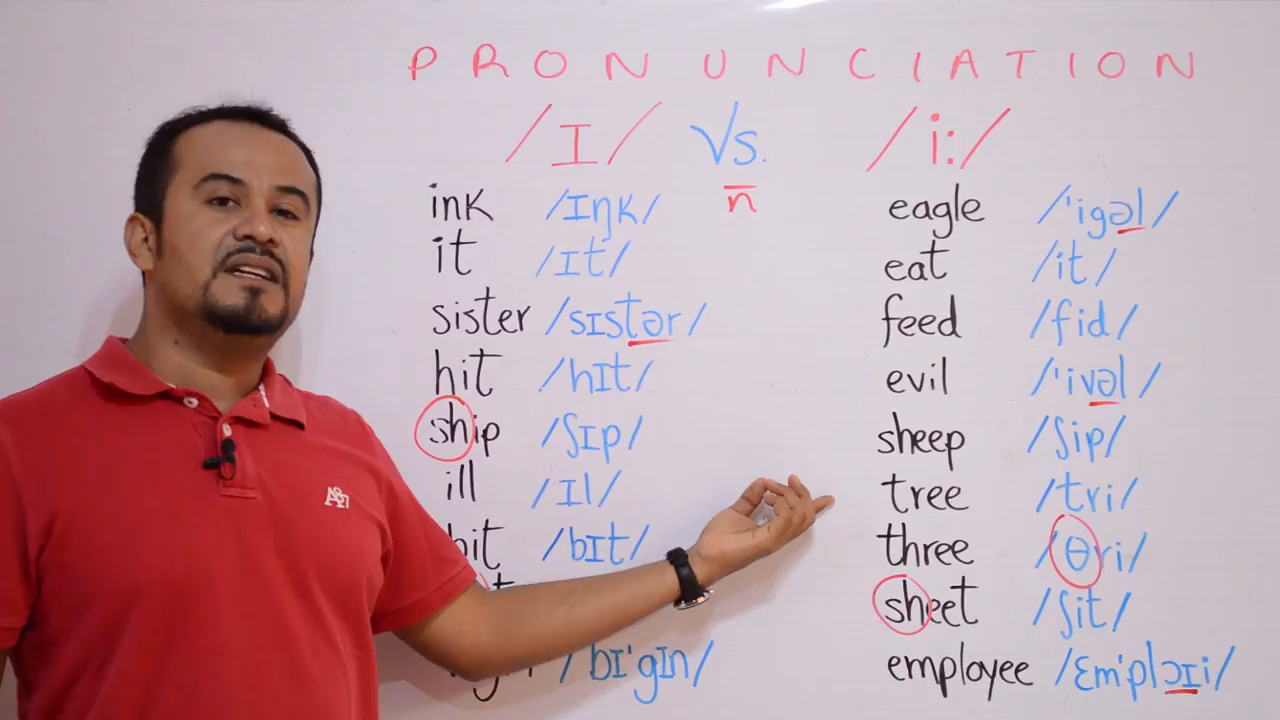 PRONUNCIATION
/I/ vs. /i:/
n̅
ink /ɪŋk/ eagle /ˈigəl/
it /ɪt/ eat /it/
sister /sɪstər/ feed /fid/
hit /hɪt/ evil /ˈivəl/
ship /ʃɪp/ sheep /ʃip/
ill /ɪl/ tree /tri/
bit /bɪt/ three /θri/
sheet /ʃit/
/bɪˈgɪn/ employee /ɛmˈplɔɪi/
A87